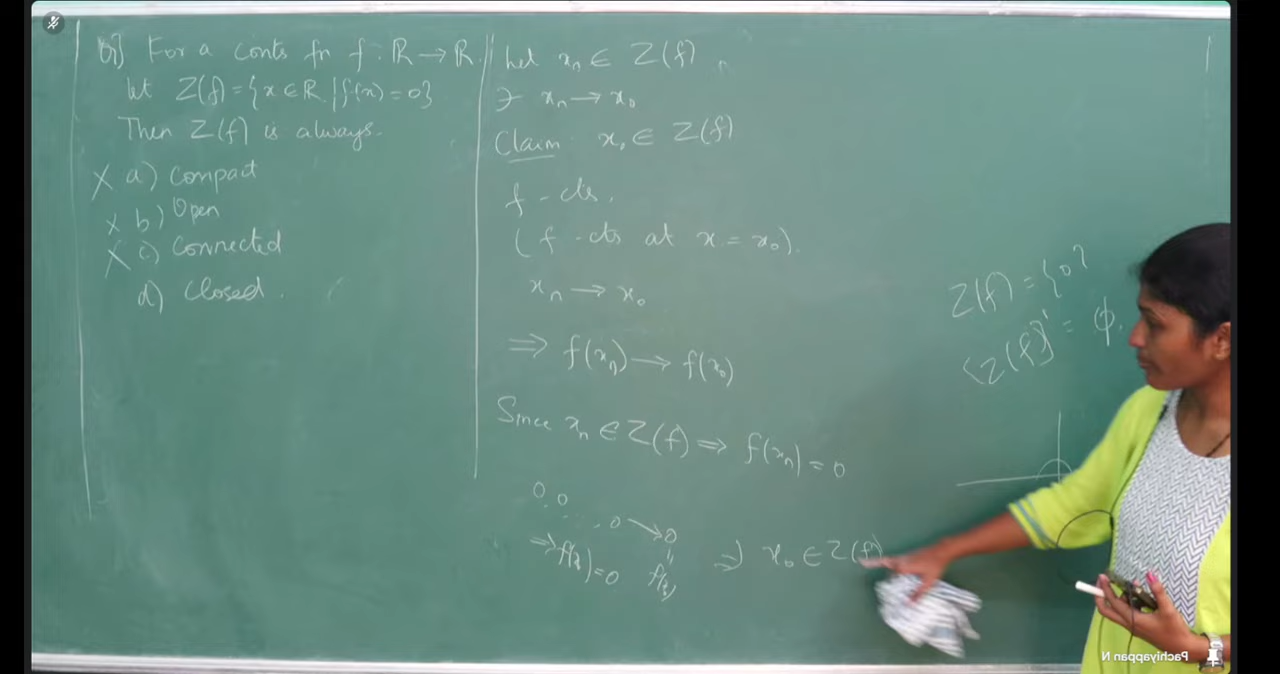 For a conts fn f : R → R.
let Z(f) = {x ∈ R | f(x) = 0}
Then Z(f) is always.
X a) Compact
X b) Open
X c) Connected
d) Closed.
Let xₙ ∈ Z(f)
∋ xₙ → x₀
Claim x₀ ∈ Z(f)
f - cts.
(f - cts at x = x₀).
xₙ → x₀
⇒ f(xₙ) → f(x₀)
Since xₙ ∈ Z(f) ⇒ f(xₙ) = 0
0, 0 ... 0 → 0
⇒ f(x₀) = 0
f(x₀)
⇒ x₀ ∈ Z(f)
Z(f) = {0}
[Z(f)]' = ϕ.
Pachiyappan N